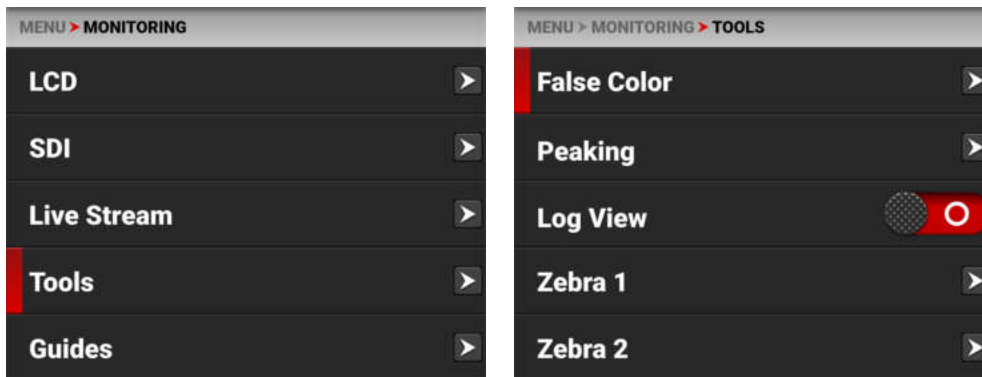 MENU > MONITORING
LCD
SDI
Live Stream
Tools
Guides
MENU > MONITORING > TOOLS
False Color
Peaking
Log View
Zebra 1
Zebra 2